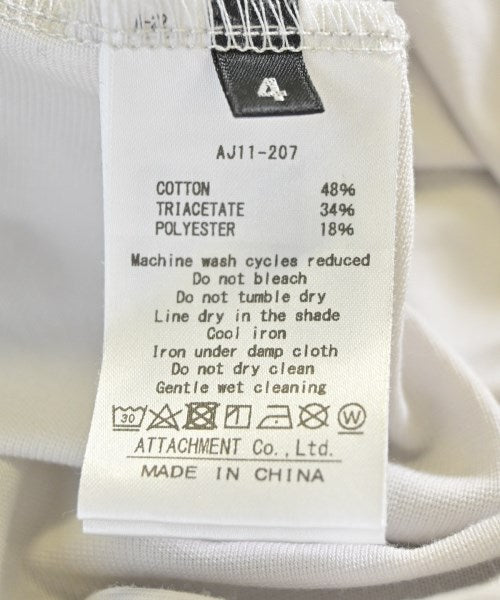 4
AJ11-207
COTTON 48%
TRIACETATE 34%
POLYESTER 18%
Machine wash cycles reduced
Do not bleach
Do not tumble dry
Line dry in the shade
Cool iron
Iron under damp cloth
Do not dry clean
Gentle wet cleaning
30 W
ATTACHMENT Co.,Ltd.
MADE IN CHINA